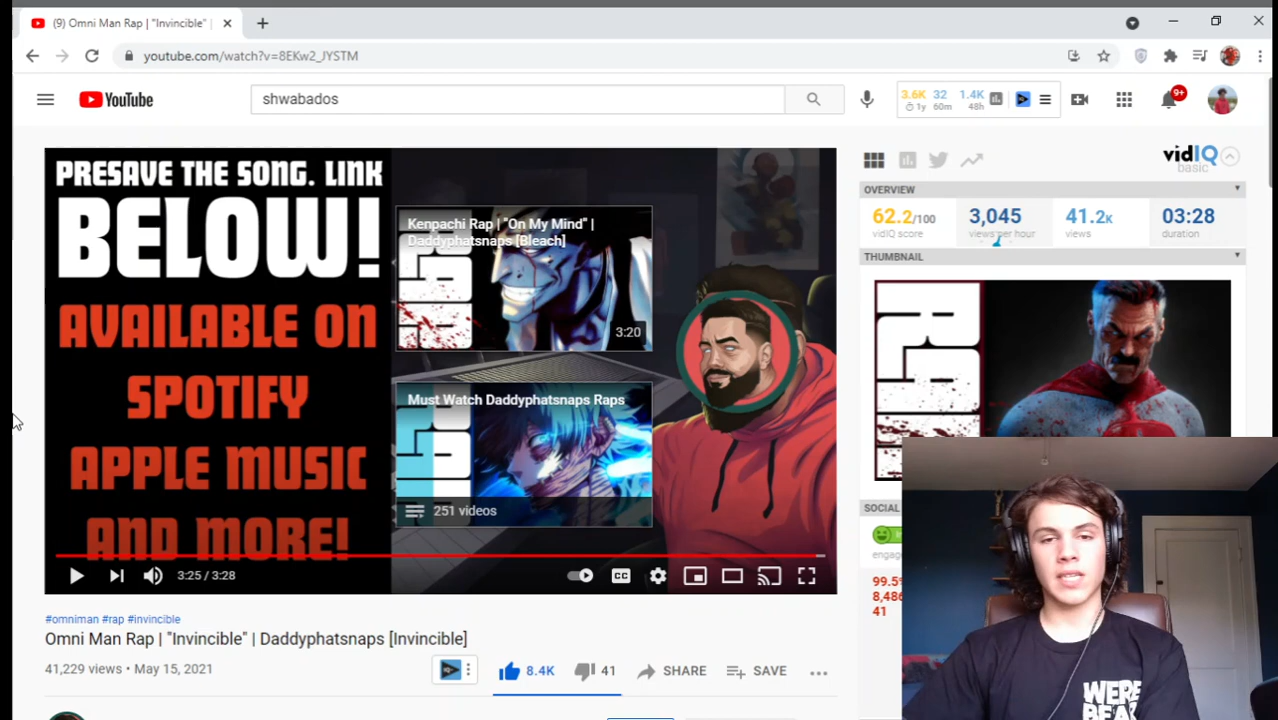 (9) Omni Man Rap | "Invincible" |
youtube.com/watch?v=8EKw2_JYSTM
YouTube
shwabados
3.6K 32 1.4K
1y 60m 48h
9+
PRESAVE THE SONG. LINK
BELOW!
AVAILABLE ON
SPOTIFY
APPLE MUSIC
AND MORE!
Kenpachi Rap | "On My Mind" |
Daddyphatsnaps [Bleach]
3:20
Must Watch Daddyphatsnaps Raps
251 videos
3:25 / 3:28
CC
#omniman #rap #invincible
Omni Man Rap | "Invincible" | Daddyphatsnaps [Invincible]
41,229 views • May 15, 2021
8.4K
41
SHARE
SAVE
vidIQ
basic
OVERVIEW
62.2/100 3,045 41.2K 03:28
vidIQ score views per hour views duration
THUMBNAIL
RAP
SOCIAL
engag
99.5%
8,486
41
WERE
BEA